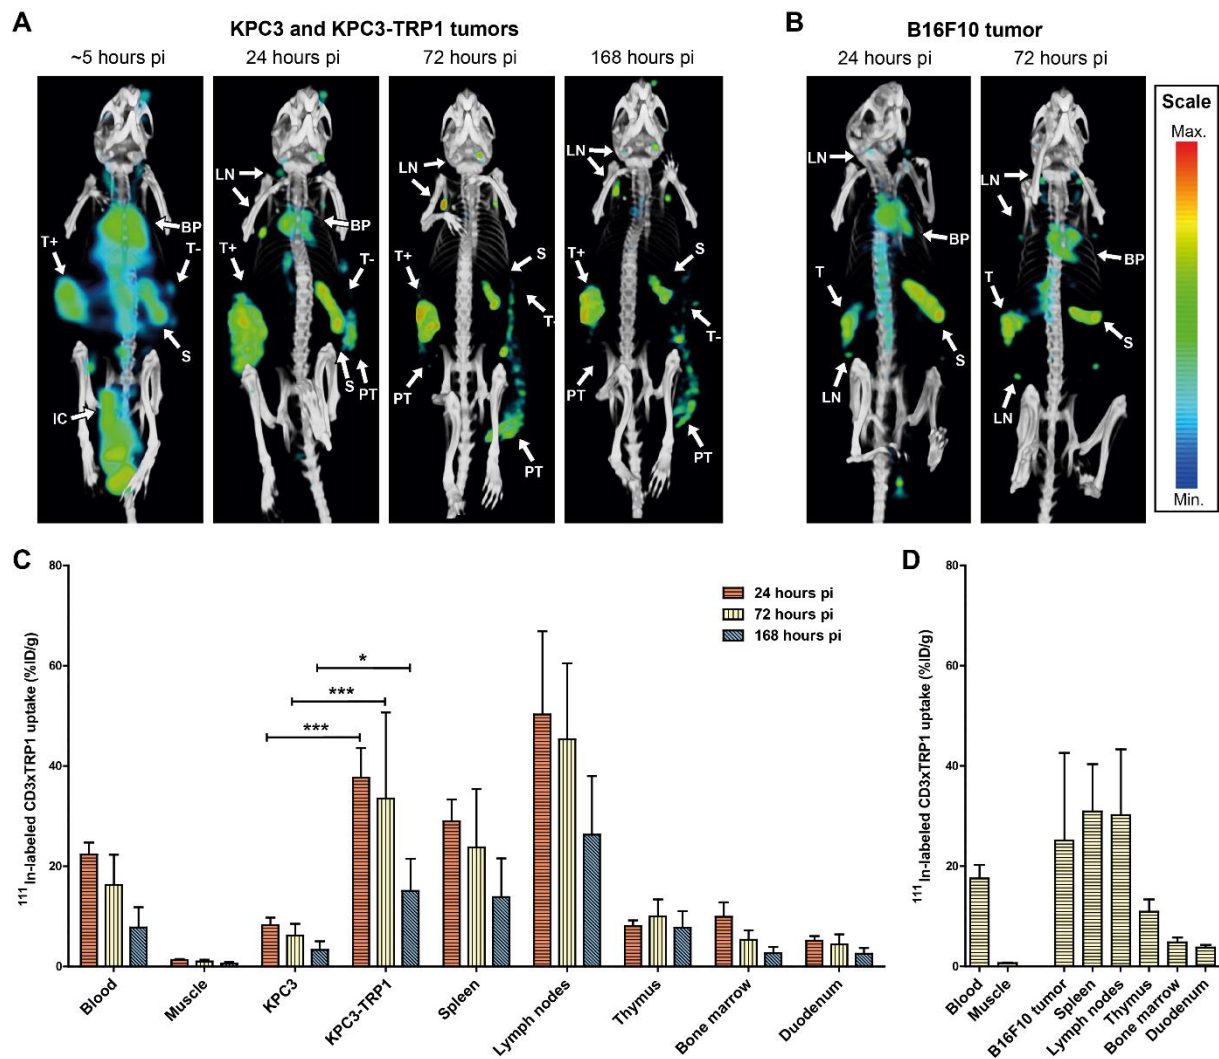 A
KPC3 and KPC3-TRP1 tumors
~5 hours pi
24 hours pi
72 hours pi
168 hours pi
T+
BP
T-
S
IC
LN
BP
T+
T-
S
PT
LN
T+
S
T-
PT
PT
LN
T+
S
T-
PT
PT
B
B16F10 tumor
24 hours pi
72 hours pi
LN
BP
T
S
LN
LN
BP
T
S
LN
Scale
Max.
Min.
C
111In-labeled CD3xTRP1 uptake (%ID/g)
80
60
40
20
0
24 hours pi
72 hours pi
168 hours pi
*
***
***
Blood
Muscle
KPC3
KPC3-TRP1
Spleen
Lymph nodes
Thymus
Bone marrow
Duodenum
D
111In-labeled CD3xTRP1 uptake (%ID/g)
80
60
40
20
0
Blood
Muscle
B16F10 tumor
Spleen
Lymph nodes
Thymus
Bone marrow
Duodenum